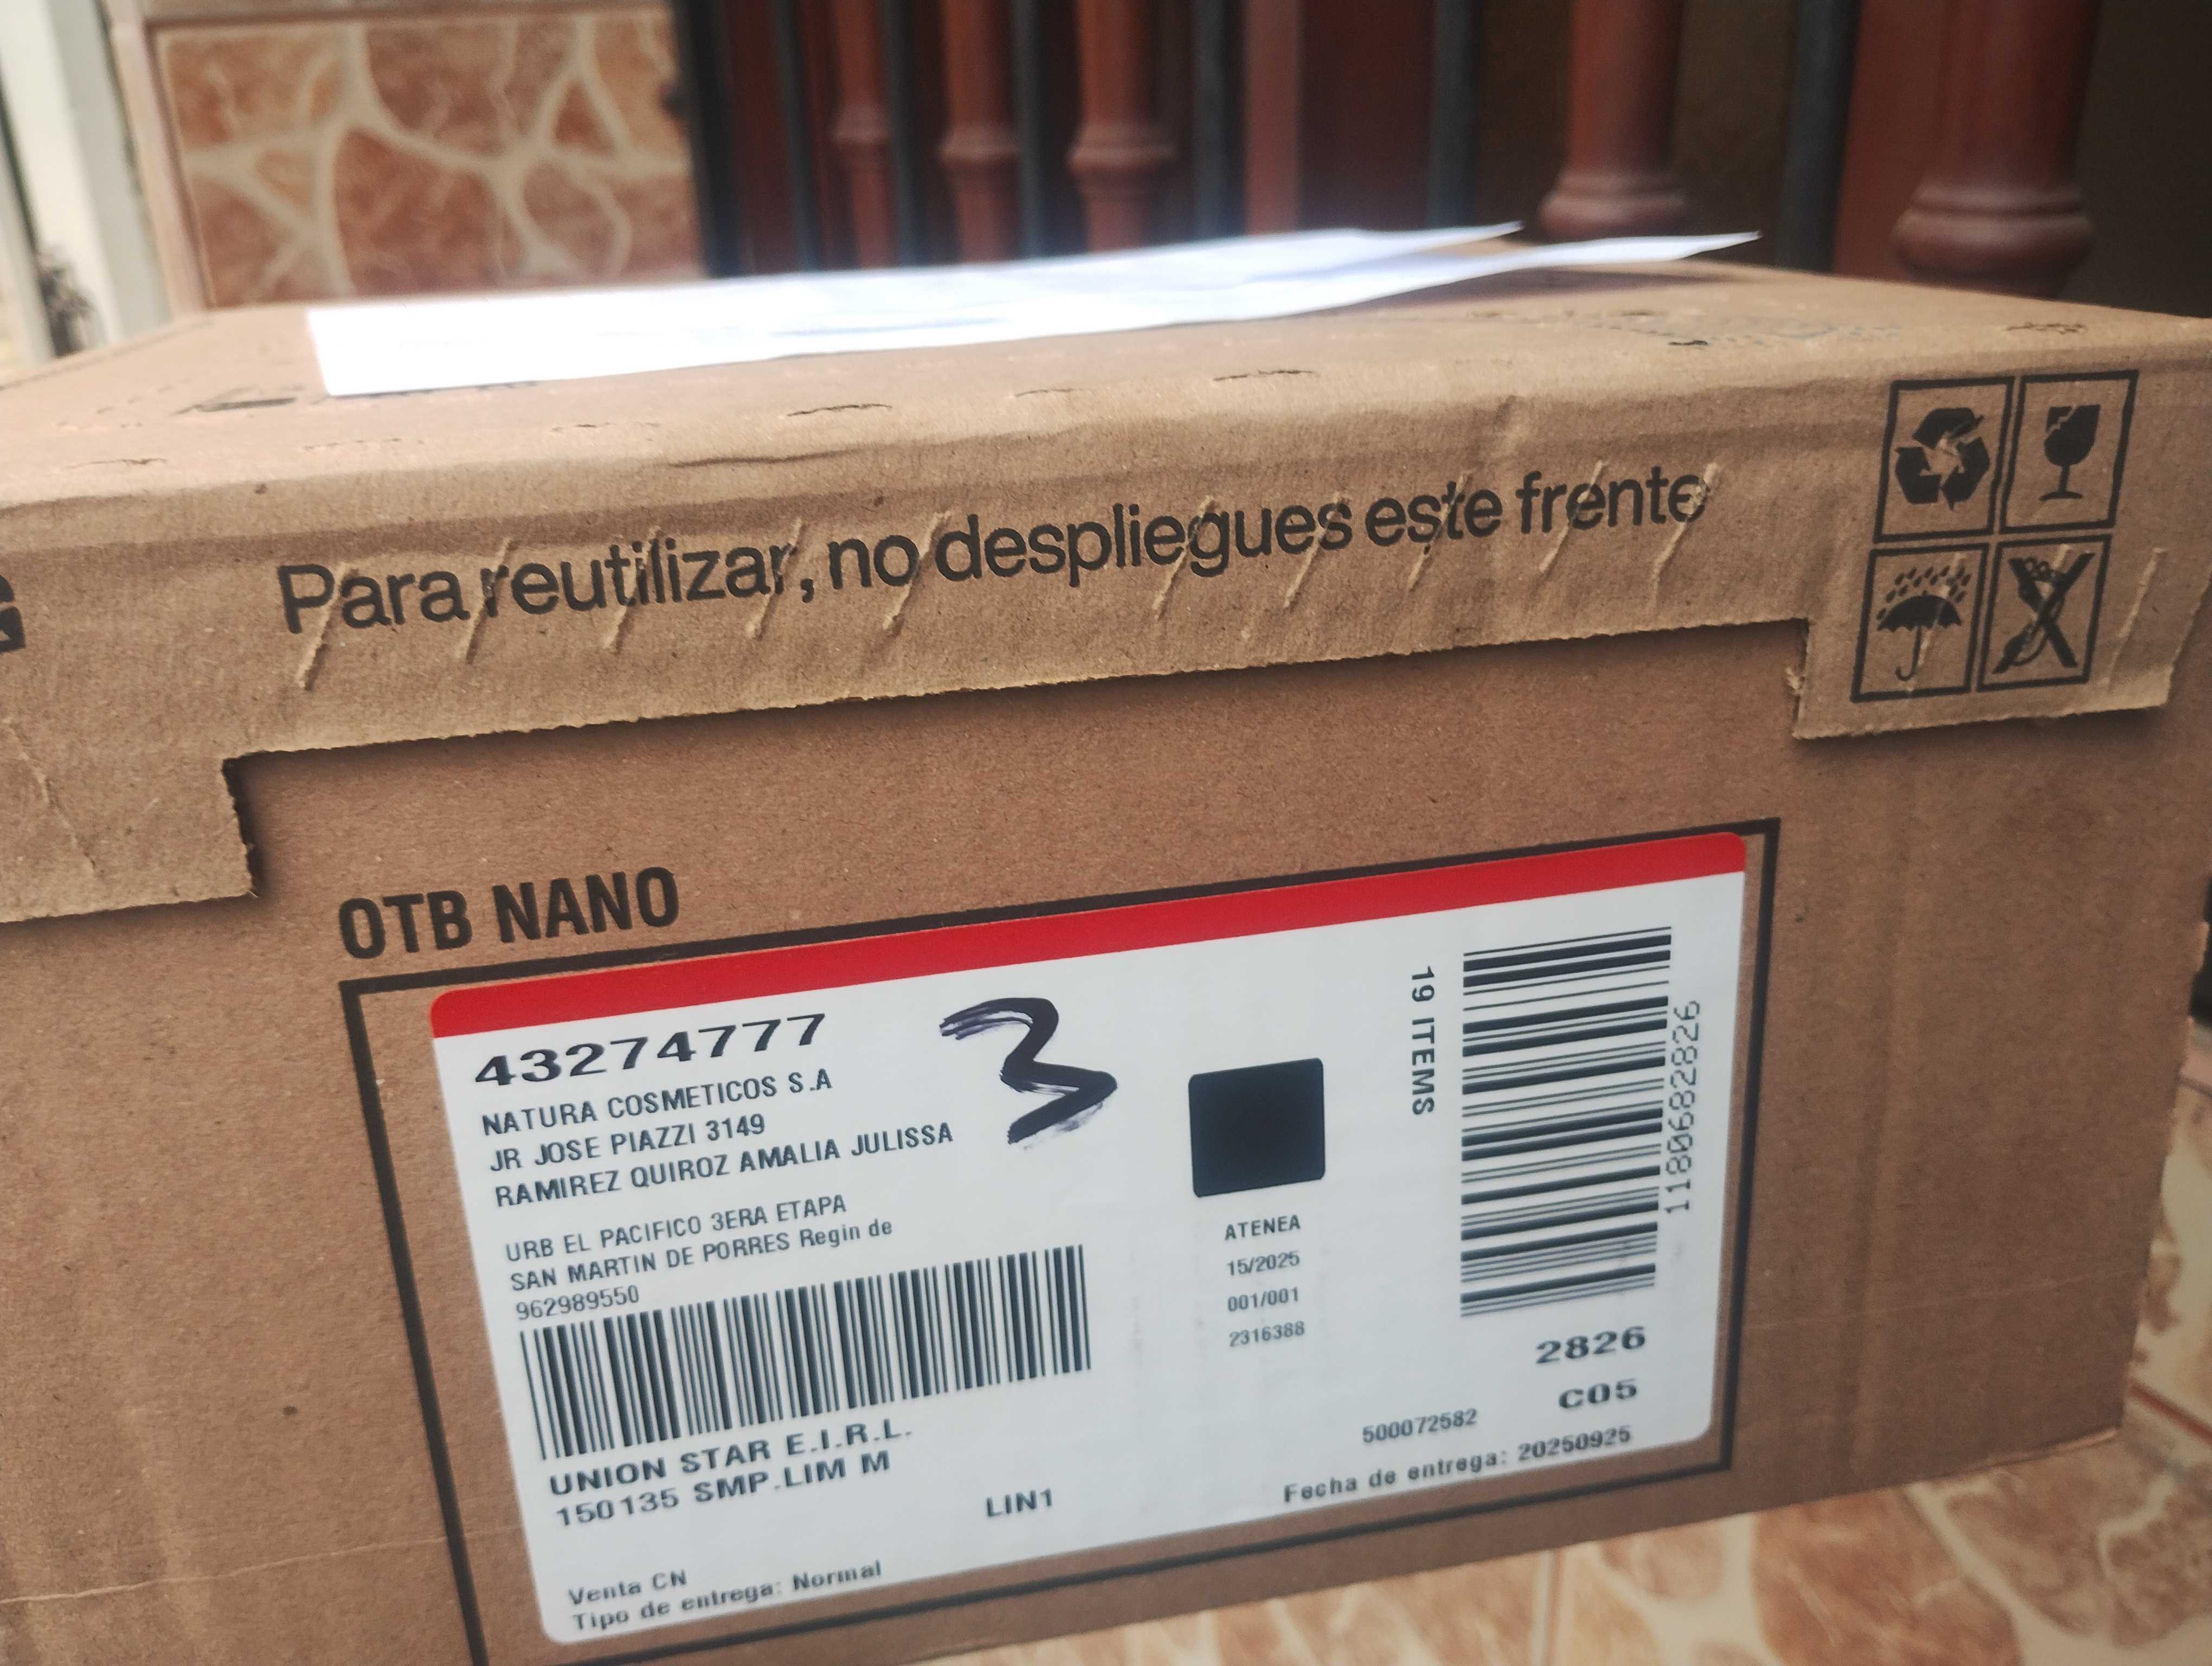 Para reutilizar, no despliegues este frente
OTB NANO
43274777
NATURA COSMETICOS S.A
JR JOSE PIAZZI 3149
RAMIREZ QUIROZ AMALIA JULISSA
URB EL PACIFICO 3ERA ETAPA
SAN MARTIN DE PORRES Regin de
962989550
UNION STAR E.I.R.L.
150135 SMP.LIM M
LIN1
Venta CN
Tipo de entrega: Normal
3
ATENEA
15/2025
001/001
2316388
19 ITEMS
1180682826
2826
C05
500072582
Fecha de entrega: 20250925